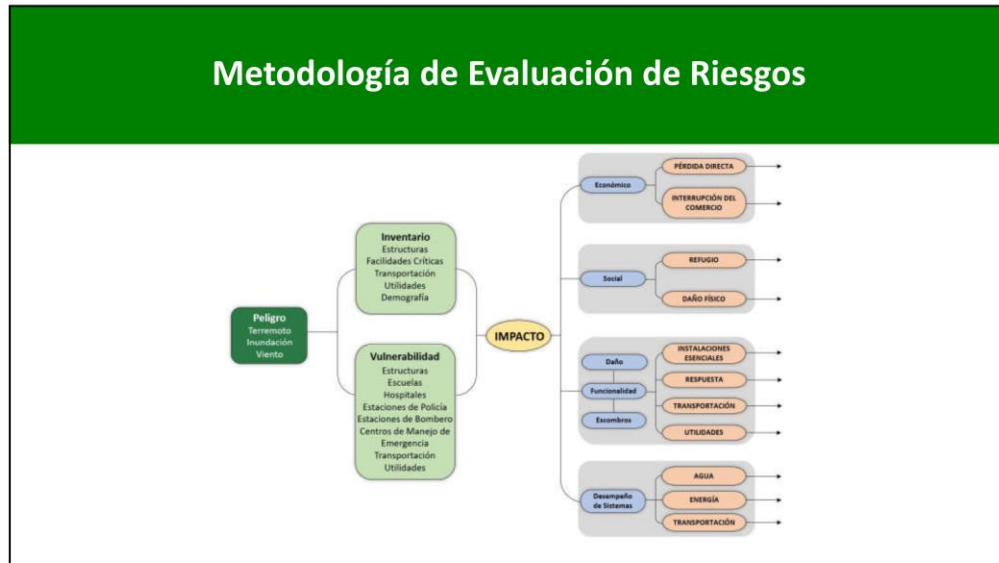 Metodología de Evaluación de Riesgos
Peligro
Terremoto
Inundación
Viento
Inventario
Estructuras
Facilidades Críticas
Transportación
Utilidades
Demografía
Vulnerabilidad
Estructuras
Escuelas
Hospitales
Estaciones de Policía
Estaciones de Bombero
Centros de Manejo de
Emergencia
Transportación
Utilidades
IMPACTO
Económico
PÉRDIDA DIRECTA
INTERRUPCIÓN DEL
COMERCIO
Social
REFUGIO
DAÑO FÍSICO
Daño
Funcionalidad
Escombros
INSTALACIONES
ESENCIALES
RESPUESTA
TRANSPORTACIÓN
UTILIDADES
Desempeño
de Sistemas
AGUA
ENERGÍA
TRANSPORTACIÓN